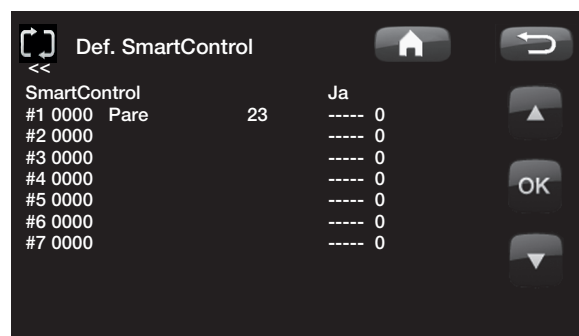 Def. SmartControl
<<
SmartControl Ja
#1 0000 Pare 23 ----- 0
#2 0000 ----- 0
#3 0000 ----- 0
#4 0000 ----- 0
#5 0000 ----- 0
#6 0000 ----- 0
#7 0000 ----- 0
OK